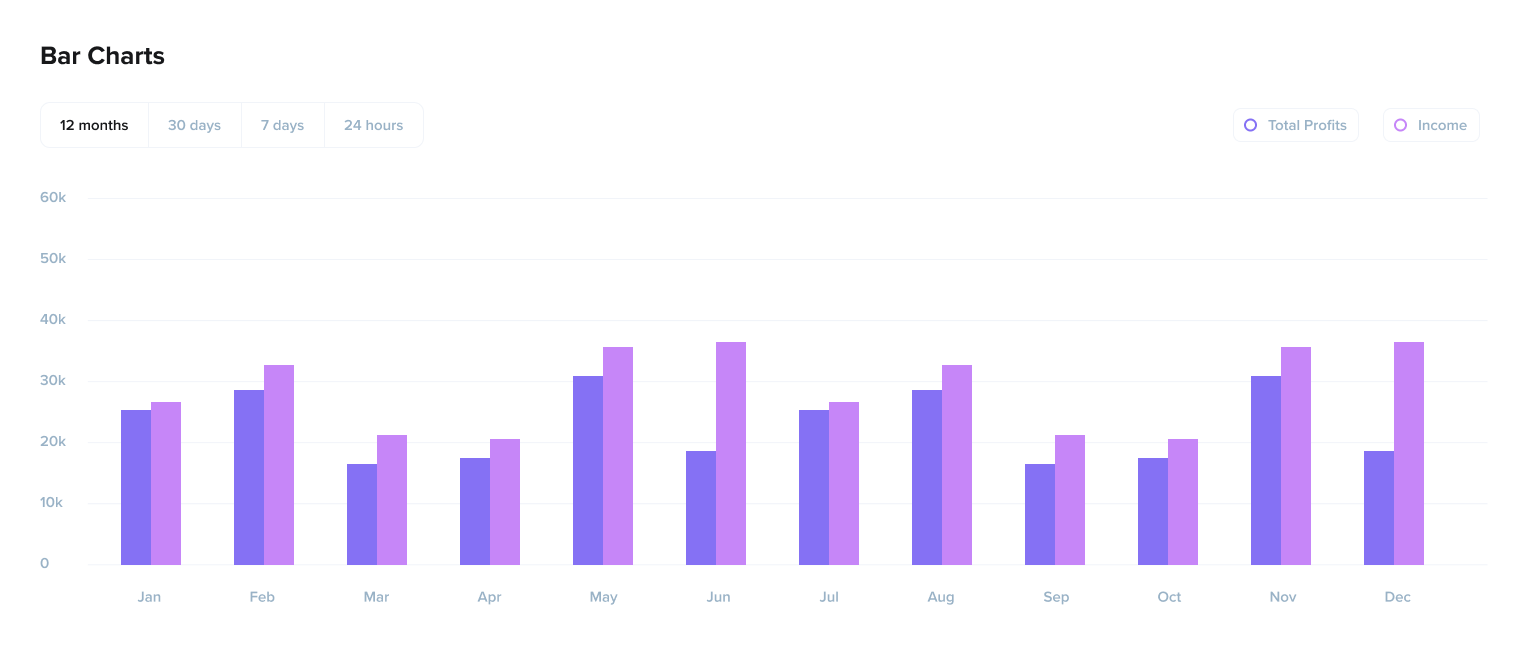 Bar Charts
12 months 30 days 7 days 24 hours Total Profits Income
60k
50k
40k
30k
20k
10k
0
Jan Feb Mar Apr May Jun Jul Aug Sep Oct Nov Dec